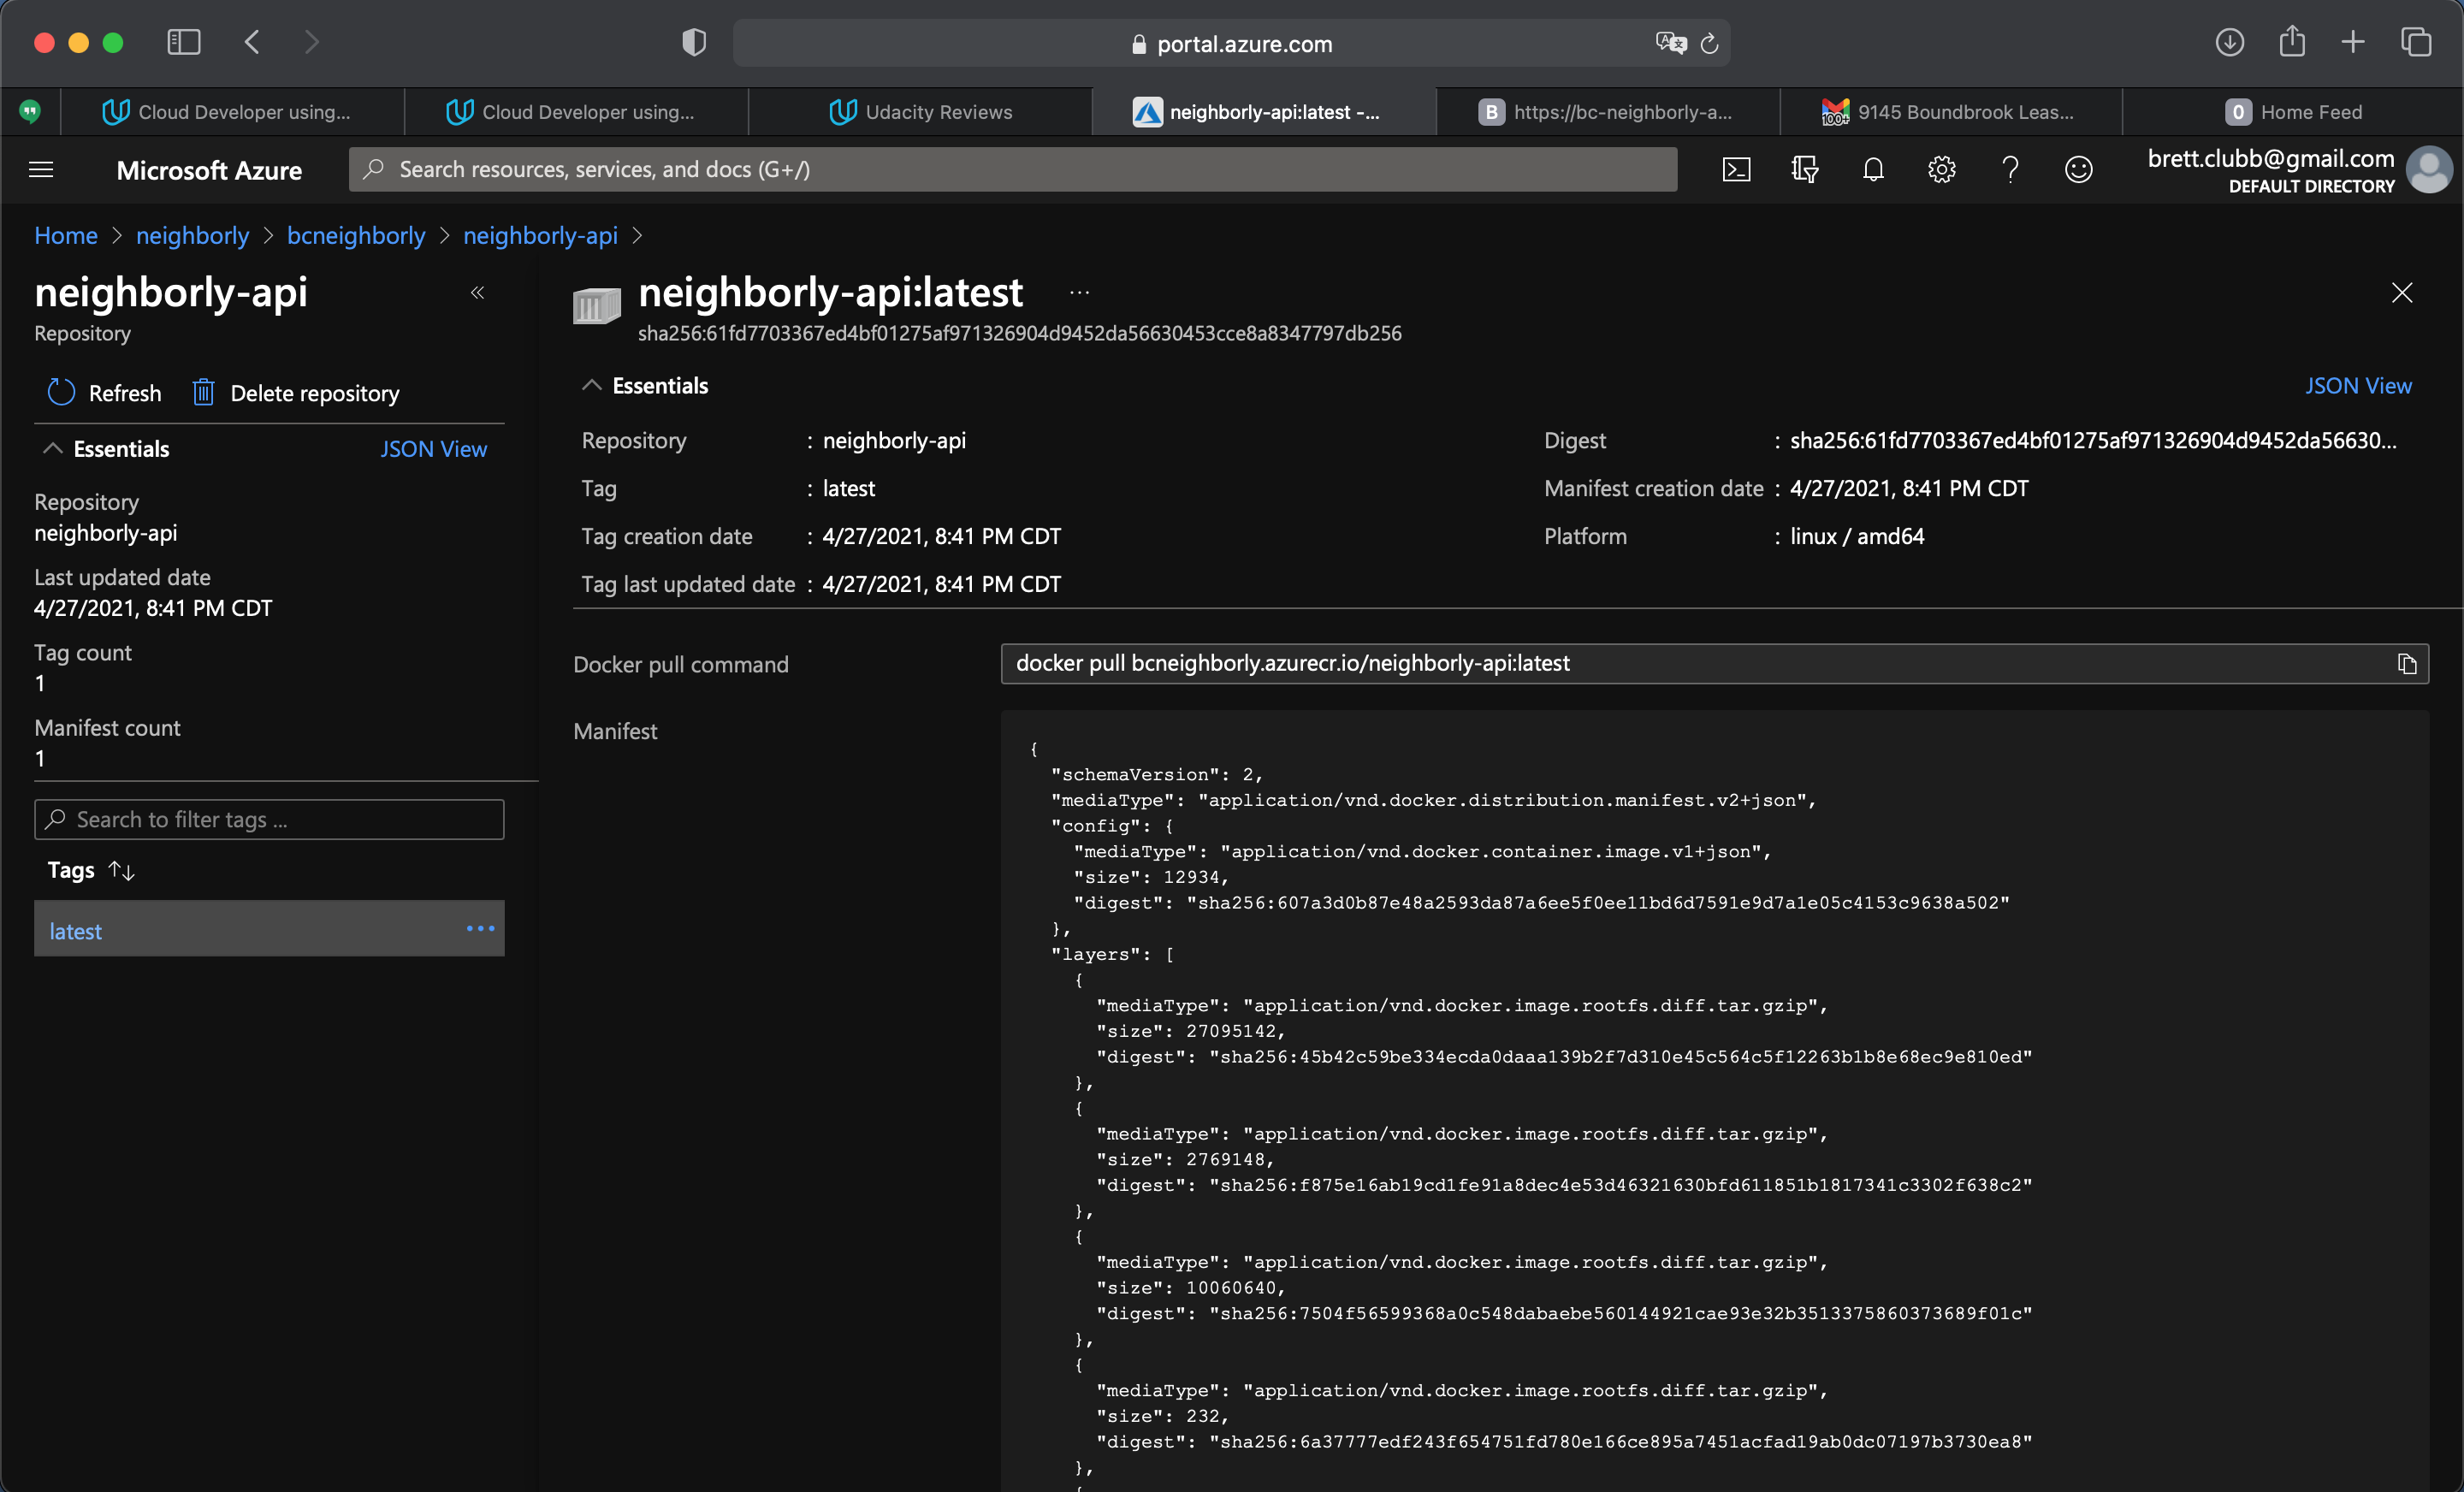 portal.azure.com
Cloud Developer using...
Cloud Developer using...
Udacity Reviews
neighborly-api:latest -...
B https://bc-neighborly-a...
100+ 9145 Boundbrook Leas...
O Home Feed
Microsoft Azure
Search resources, services, and docs (G+/)
brett.clubb@gmail.com
DEFAULT DIRECTORY
Home > neighborly > bcneighborly > neighborly-api >
neighborly-api
Repository
Refresh
Delete repository
Essentials
JSON View
Repository
neighborly-api
Last updated date
4/27/2021, 8:41 PM CDT
Tag count
1
Manifest count
1
Search to filter tags ...
Tags
latest
neighborly-api:latest
sha256:61fd7703367ed4bf01275af971326904d9452da56630453cce8a8347797db256
Essentials
JSON View
Repository : neighborly-api
Tag : latest
Tag creation date : 4/27/2021, 8:41 PM CDT
Tag last updated date : 4/27/2021, 8:41 PM CDT
Digest : sha256:61fd7703367ed4bf01275af971326904d9452da56630...
Manifest creation date : 4/27/2021, 8:41 PM CDT
Platform : linux / amd64
Docker pull command
docker pull bcneighborly.azurecr.io/neighborly-api:latest
Manifest
{
"schemaVersion": 2,
"mediaType": "application/vnd.docker.distribution.manifest.v2+json",
"config": {
"mediaType": "application/vnd.docker.container.image.v1+json",
"size": 12934,
"digest": "sha256:607a3d0b87e48a2593da87a6ee5f0ee11bd6d7591e9d7a1e05c4153c9638a502"
},
"layers": [
{
"mediaType": "application/vnd.docker.image.rootfs.diff.tar.gzip",
"size": 27095142,
"digest": "sha256:45b42c59be334ecda0daaa139b2f7d310e45c564c5f12263b1b8e68ec9e810ed"
},
{
"mediaType": "application/vnd.docker.image.rootfs.diff.tar.gzip",
"size": 2769148,
"digest": "sha256:f875e16ab19cd1fe91a8dec4e53d46321630bfd611851b1817341c3302f638c2"
},
{
"mediaType": "application/vnd.docker.image.rootfs.diff.tar.gzip",
"size": 10060640,
"digest": "sha256:7504f56599368a0c548dabaebe560144921cae93e32b3513375860373689f01c"
},
{
"mediaType": "application/vnd.docker.image.rootfs.diff.tar.gzip",
"size": 232,
"digest": "sha256:6a37777edf243f654751fd780e166ce895a7451acfad19ab0dc07197b3730ea8"
},
{